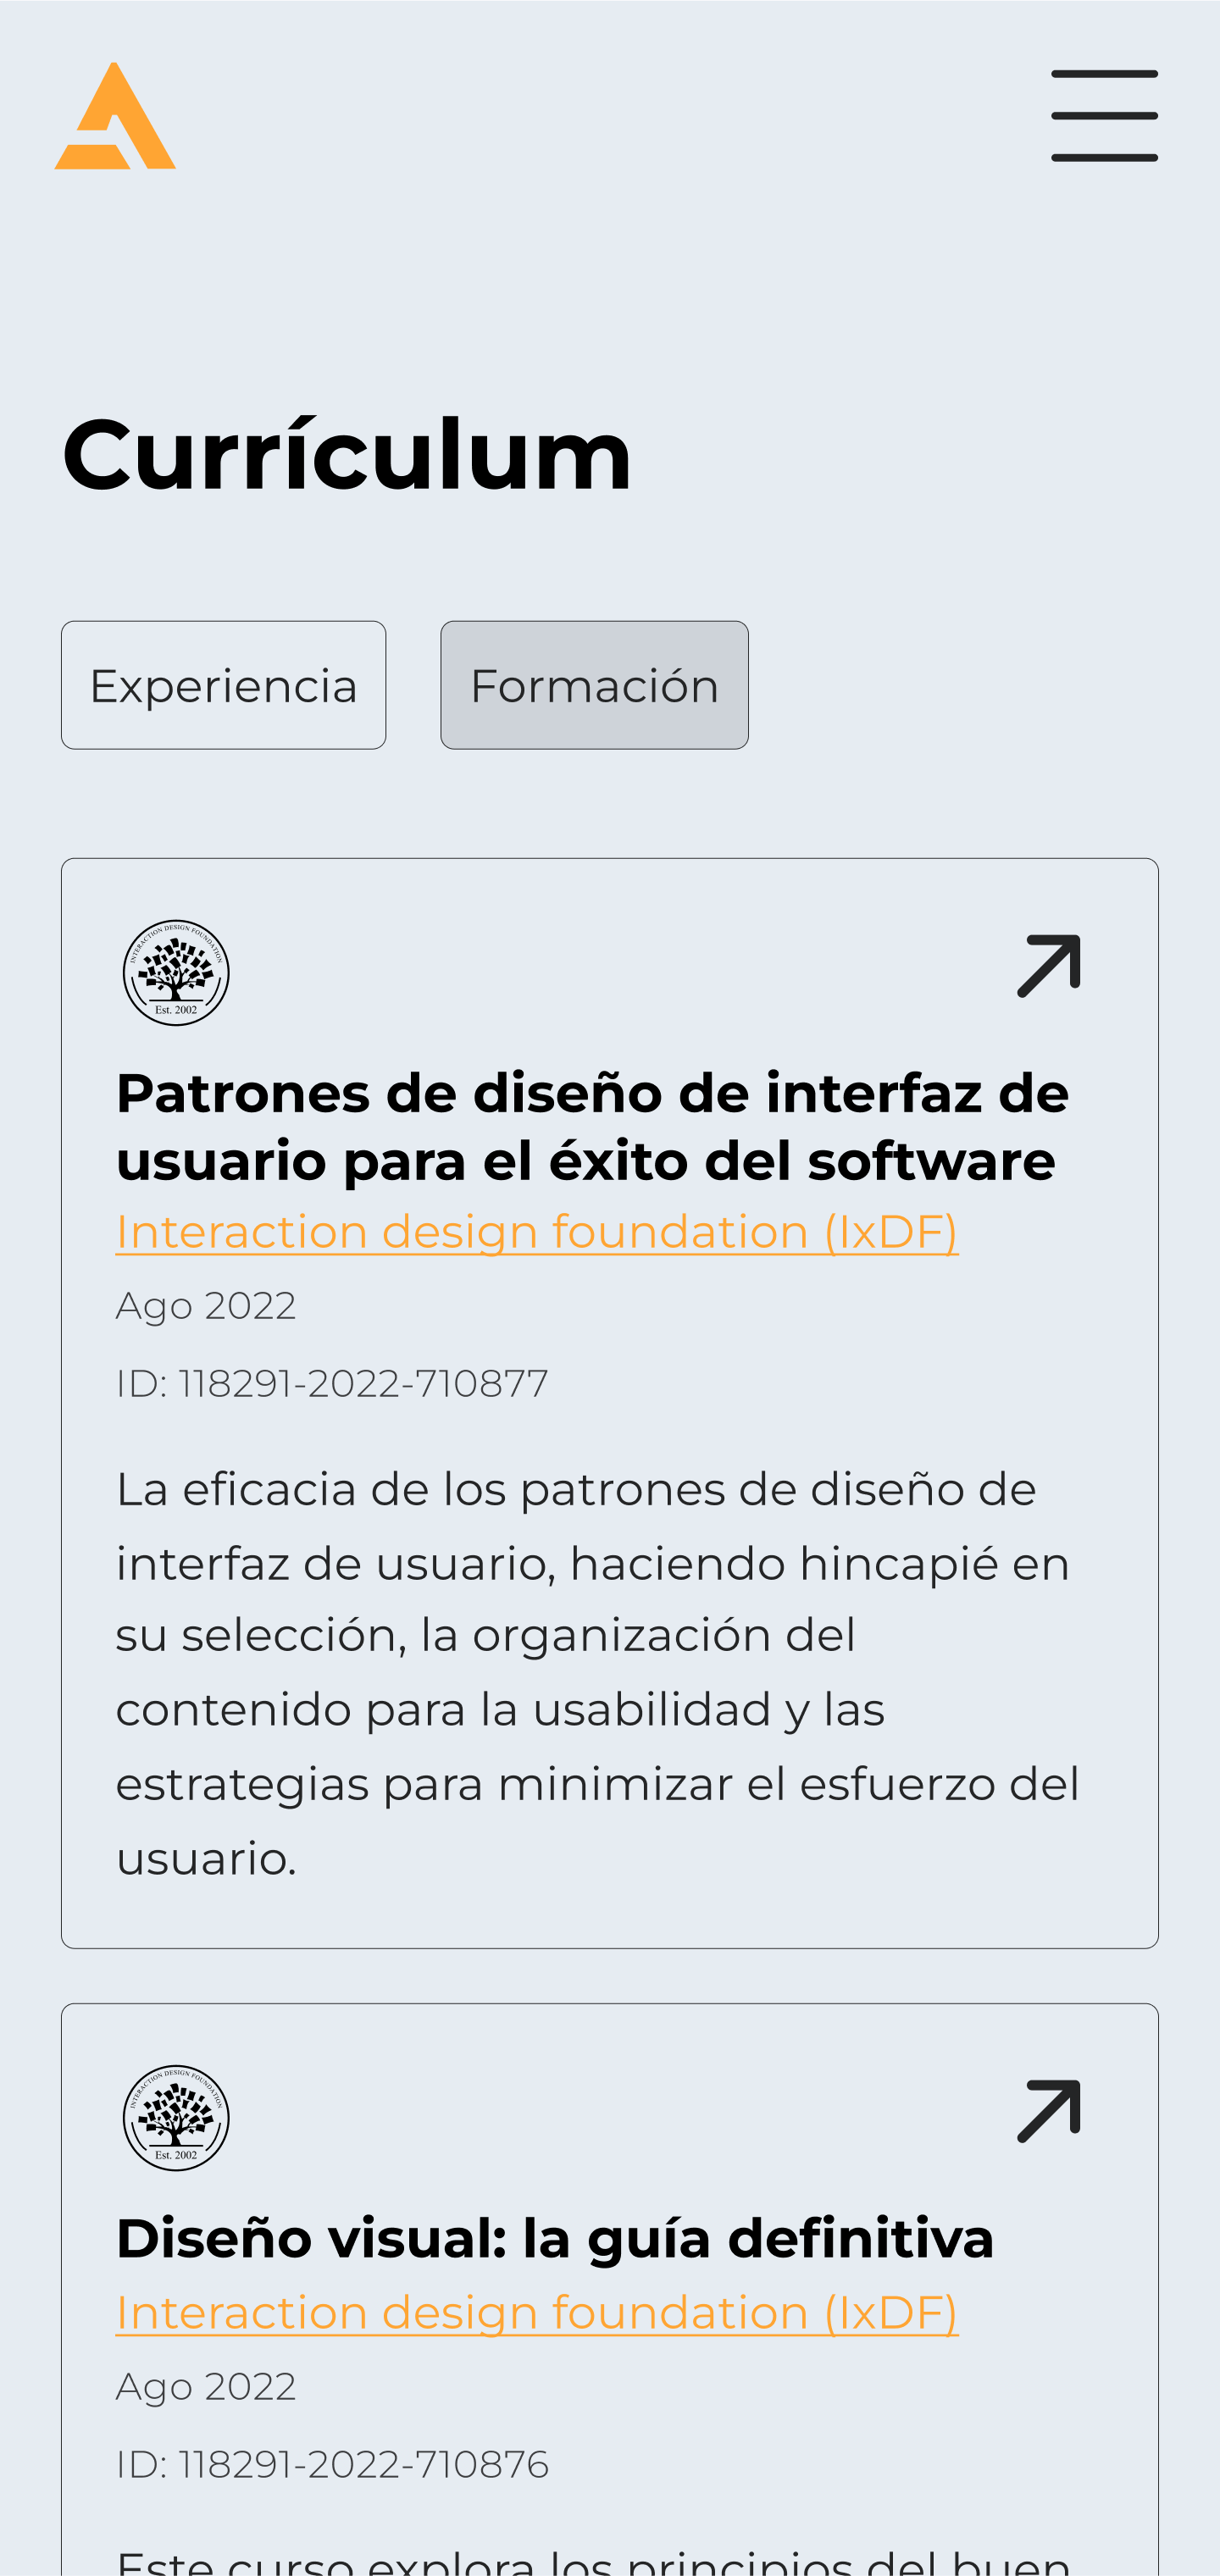 Currículum
Experiencia
Formación
INTERACTION DESIGN FOUNDATION
Est. 2002
Patrones de diseño de interfaz de
usuario para el éxito del software
Interaction design foundation (IxDF)
Ago 2022
ID: 118291-2022-710877
La eficacia de los patrones de diseño de
interfaz de usuario, haciendo hincapié en
su selección, la organización del
contenido para la usabilidad y las
estrategias para minimizar el esfuerzo del
usuario.
INTERACTION DESIGN FOUNDATION
Est. 2002
Diseño visual: la guía definitiva
Interaction design foundation (IxDF)
Ago 2022
ID: 118291-2022-710876
Este curso explora los principios del buen